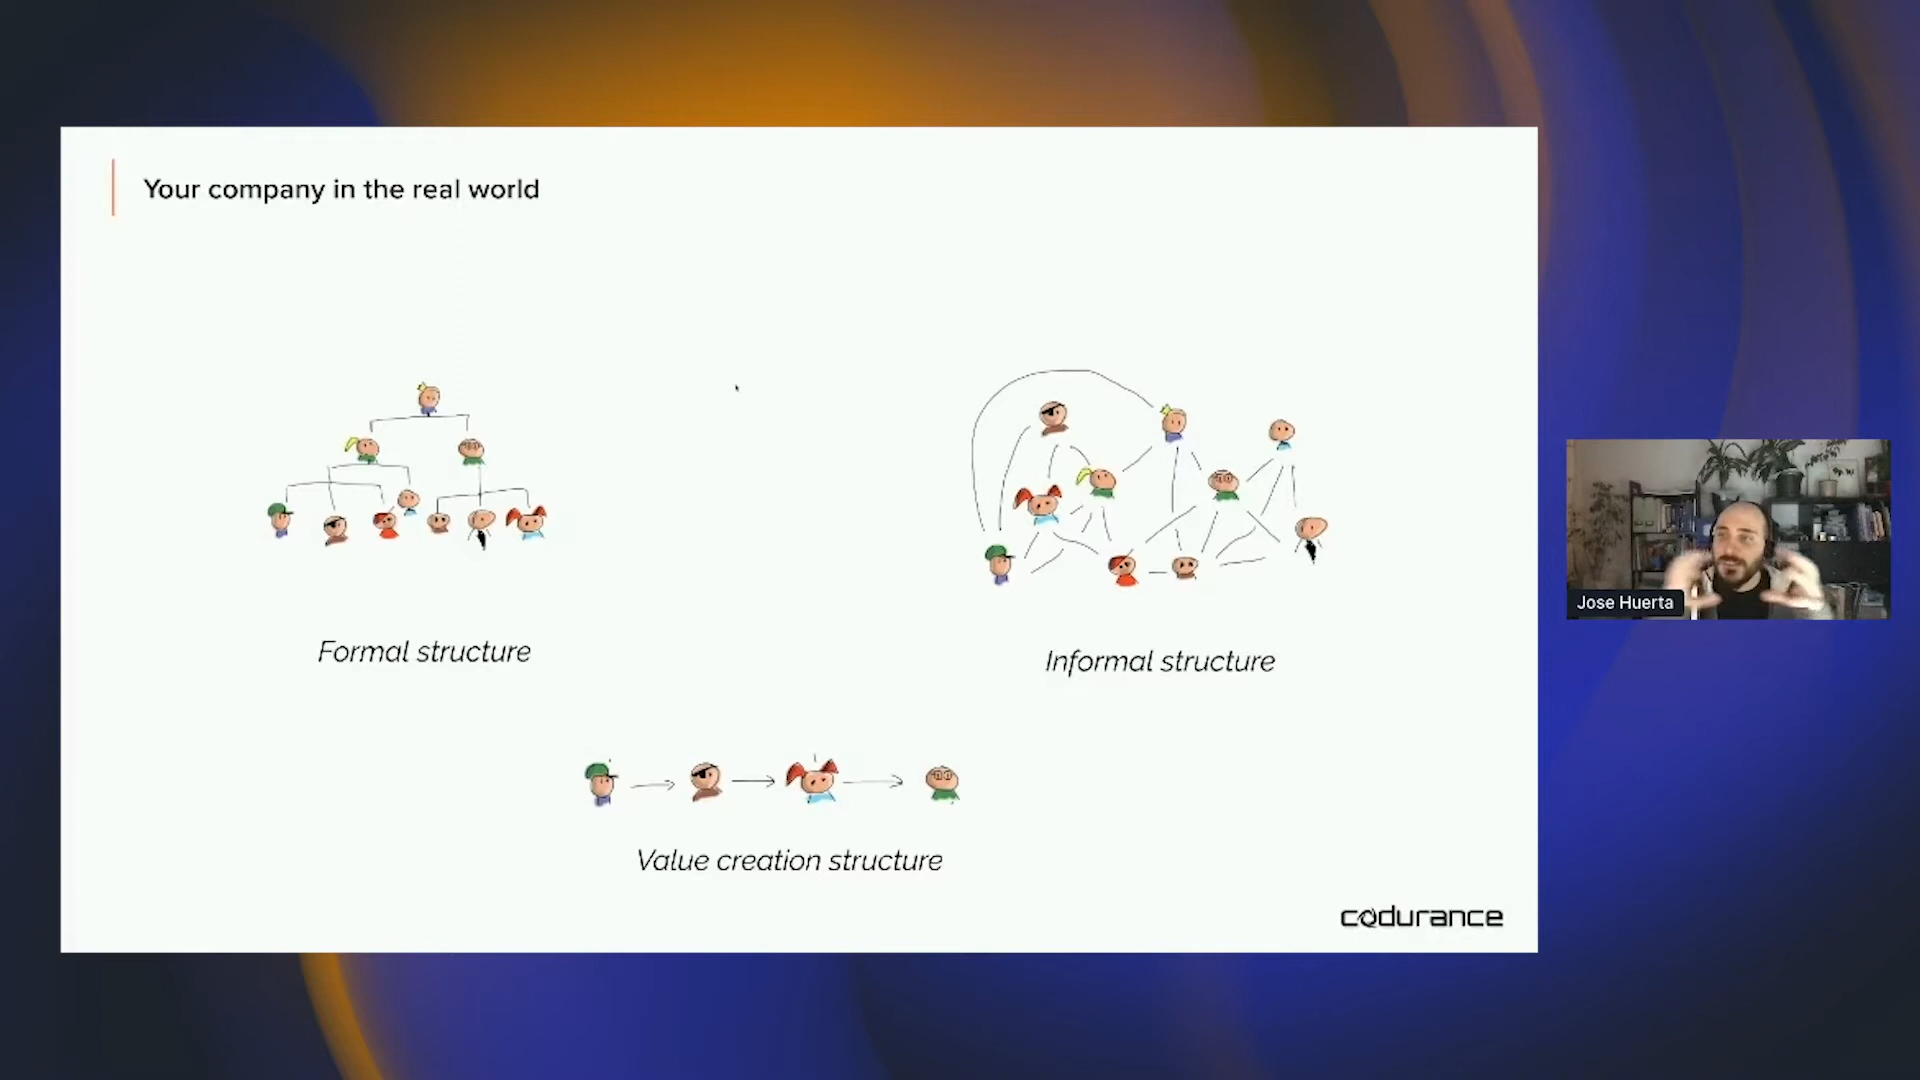 Your company in the real world
Formal structure
Informal structure
Value creation structure
codurance
Jose Huerta